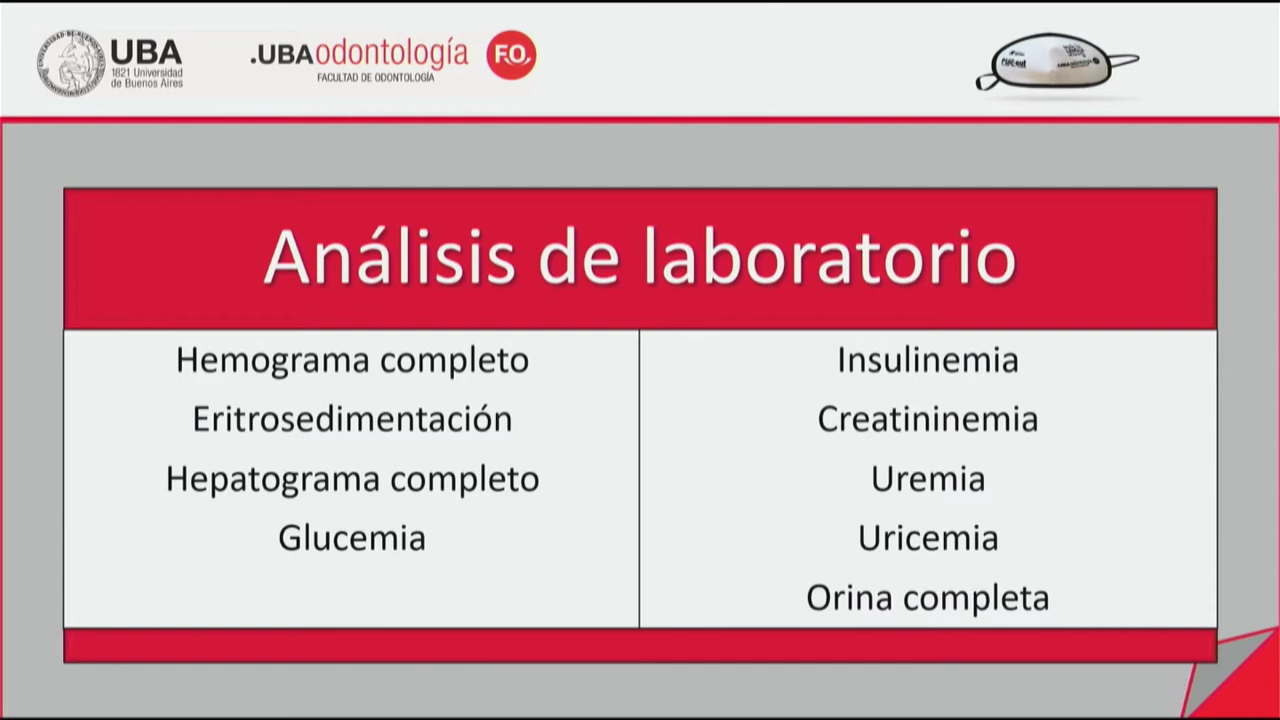 UBA
1821 Universidad
de Buenos Aires
.UBAodontología
FACULTAD DE ODONTOLOGÍA
F.O.
Análisis de laboratorio
Hemograma completo
Eritrosedimentación
Hepatograma completo
Glucemia
Insulinemia
Creatininemia
Uremia
Uricemia
Orina completa